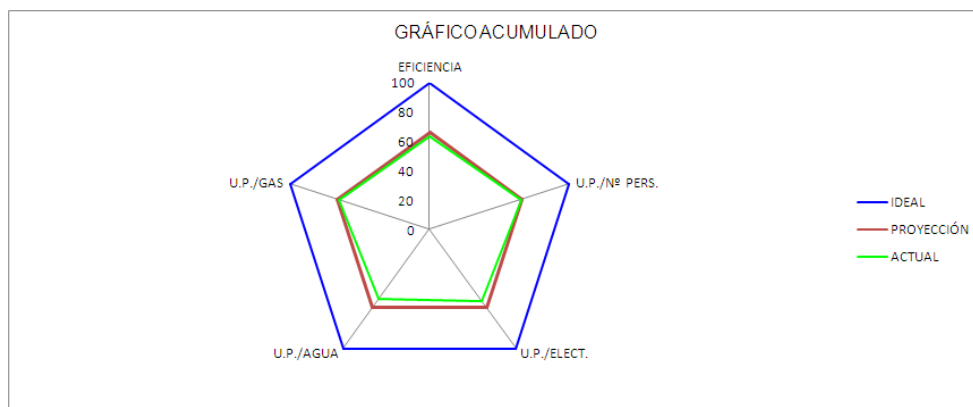 GRÁFICO ACUMULADO
EFICIENCIA
100
80
60
40
20
0
U.P./GAS
U.P./Nº PERS.
U.P./AGUA
U.P./ELECT.
IDEAL
PROYECCIÓN
ACTUAL